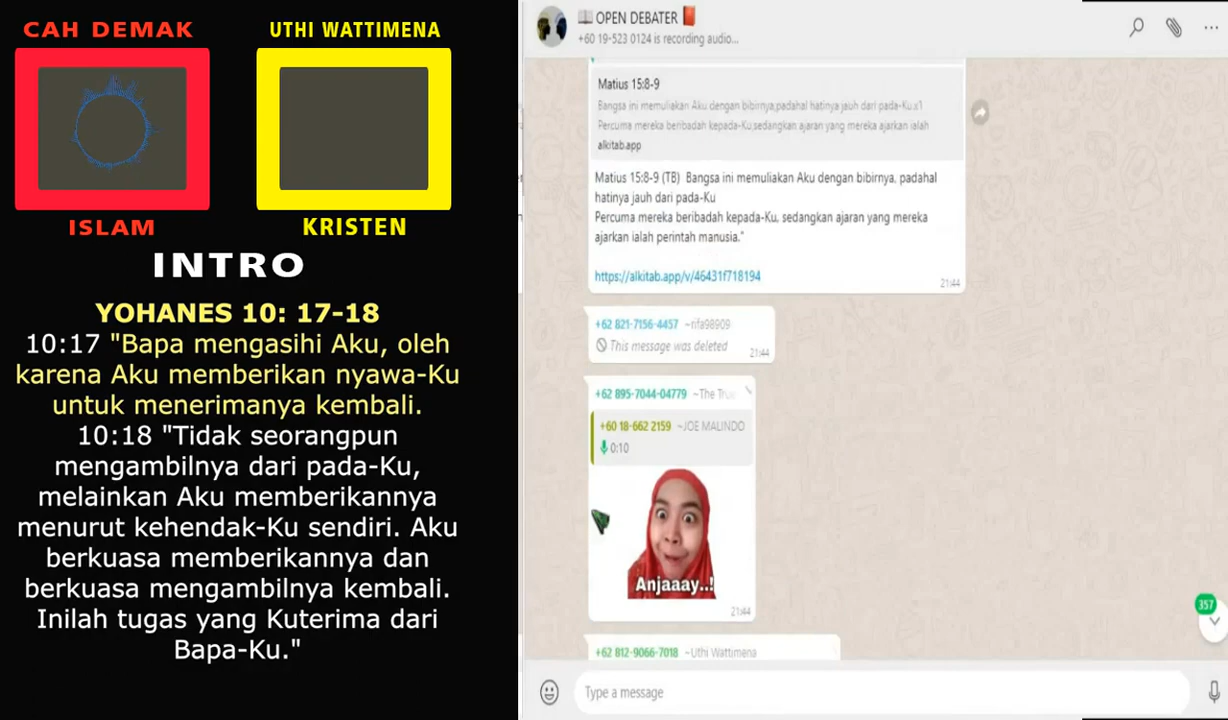 CAH DEMAK
UTHI WATTIMENA
ISLAM
KRISTEN
INTRO
YOHANES 10: 17-18
10:17 "Bapa mengasihi Aku, oleh
karena Aku memberikan nyawa-Ku
untuk menerimanya kembali.
10:18 "Tidak seorangpun
mengambilnya dari pada-Ku,
melainkan Aku memberikannya
menurut kehendak-Ku sendiri. Aku
berkuasa memberikannya dan
berkuasa mengambilnya kembali.
Inilah tugas yang Kuterima dari
Bapa-Ku."
OPEN DEBATER
+60 19-523 0124 is recording audio...
Matius 15:8-9
Bangsa ini memuliakan Aku dengan bibirnya,padahal hatinya jauh dari pada-Ku.x1
Percuma mereka beribadah kepada-Ku,sedangkan ajaran yang mereka ajarkan ialah
alkitab.app
Matius 15:8-9 (TB) Bangsa ini memuliakan Aku dengan bibirnya, padahal
hatinya jauh dari pada-Ku
Percuma mereka beribadah kepada-Ku, sedangkan ajaran yang mereka
ajarkan ialah perintah manusia."
https://alkitab.app/v/46431f718194
21:44
+62 821-7156-4457 ~rifa98909
This message was deleted
21:44
+62 895-7044-04779 ~The
+60 18-662 2159 ~JOE MALINDO
0:10
Anjaaay..!
21:44
357
+62 812-9066-7018 ~Uthi Wattimena
Type a message